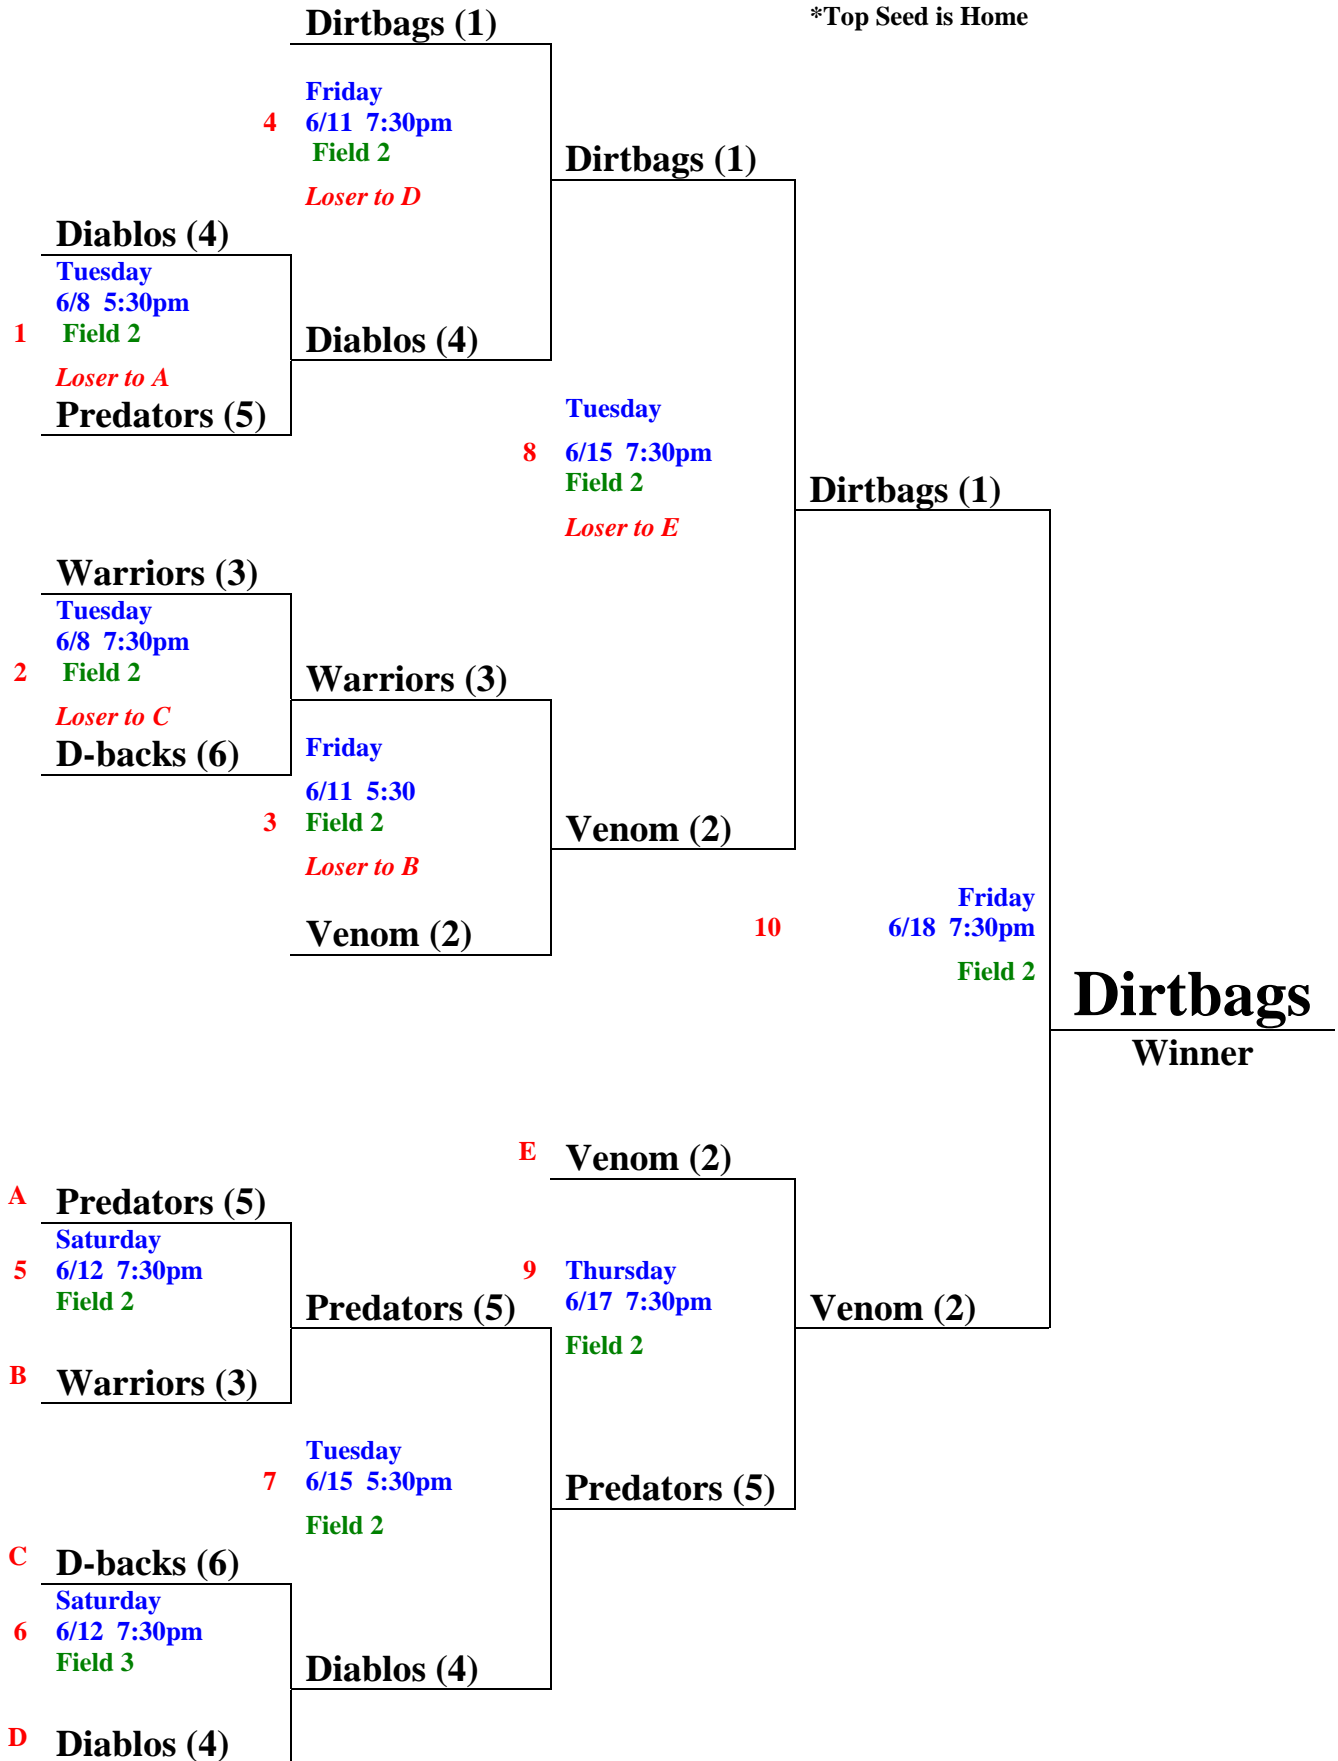 Dirtbags (1)
*Top Seed is Home
Friday
4 6/11 7:30pm
Field 2
Dirtbags (1)
Loser to D
Diablos (4)
Tuesday
6/8 5:30pm
1 Field 2
Diablos (4)
Loser to A
Predators (5)
Tuesday
8 6/15 7:30pm
Field 2
Dirtbags (1)
Loser to E
Warriors (3)
Tuesday
6/8 7:30pm
2 Field 2
Warriors (3)
Loser to C
D-backs (6)
Friday
6/11 5:30
3 Field 2
Venom (2)
Loser to B
Venom (2)
Friday
10 6/18 7:30pm
Field 2
Dirtbags
Winner
E Venom (2)
A Predators (5)
Saturday
5 6/12 7:30pm
Field 2
9 Thursday
6/17 7:30pm
Field 2
Predators (5)
Venom (2)
B Warriors (3)
Tuesday
7 6/15 5:30pm
Field 2
Predators (5)
C D-backs (6)
Saturday
6 6/12 7:30pm
Field 3
Diablos (4)
D Diablos (4)